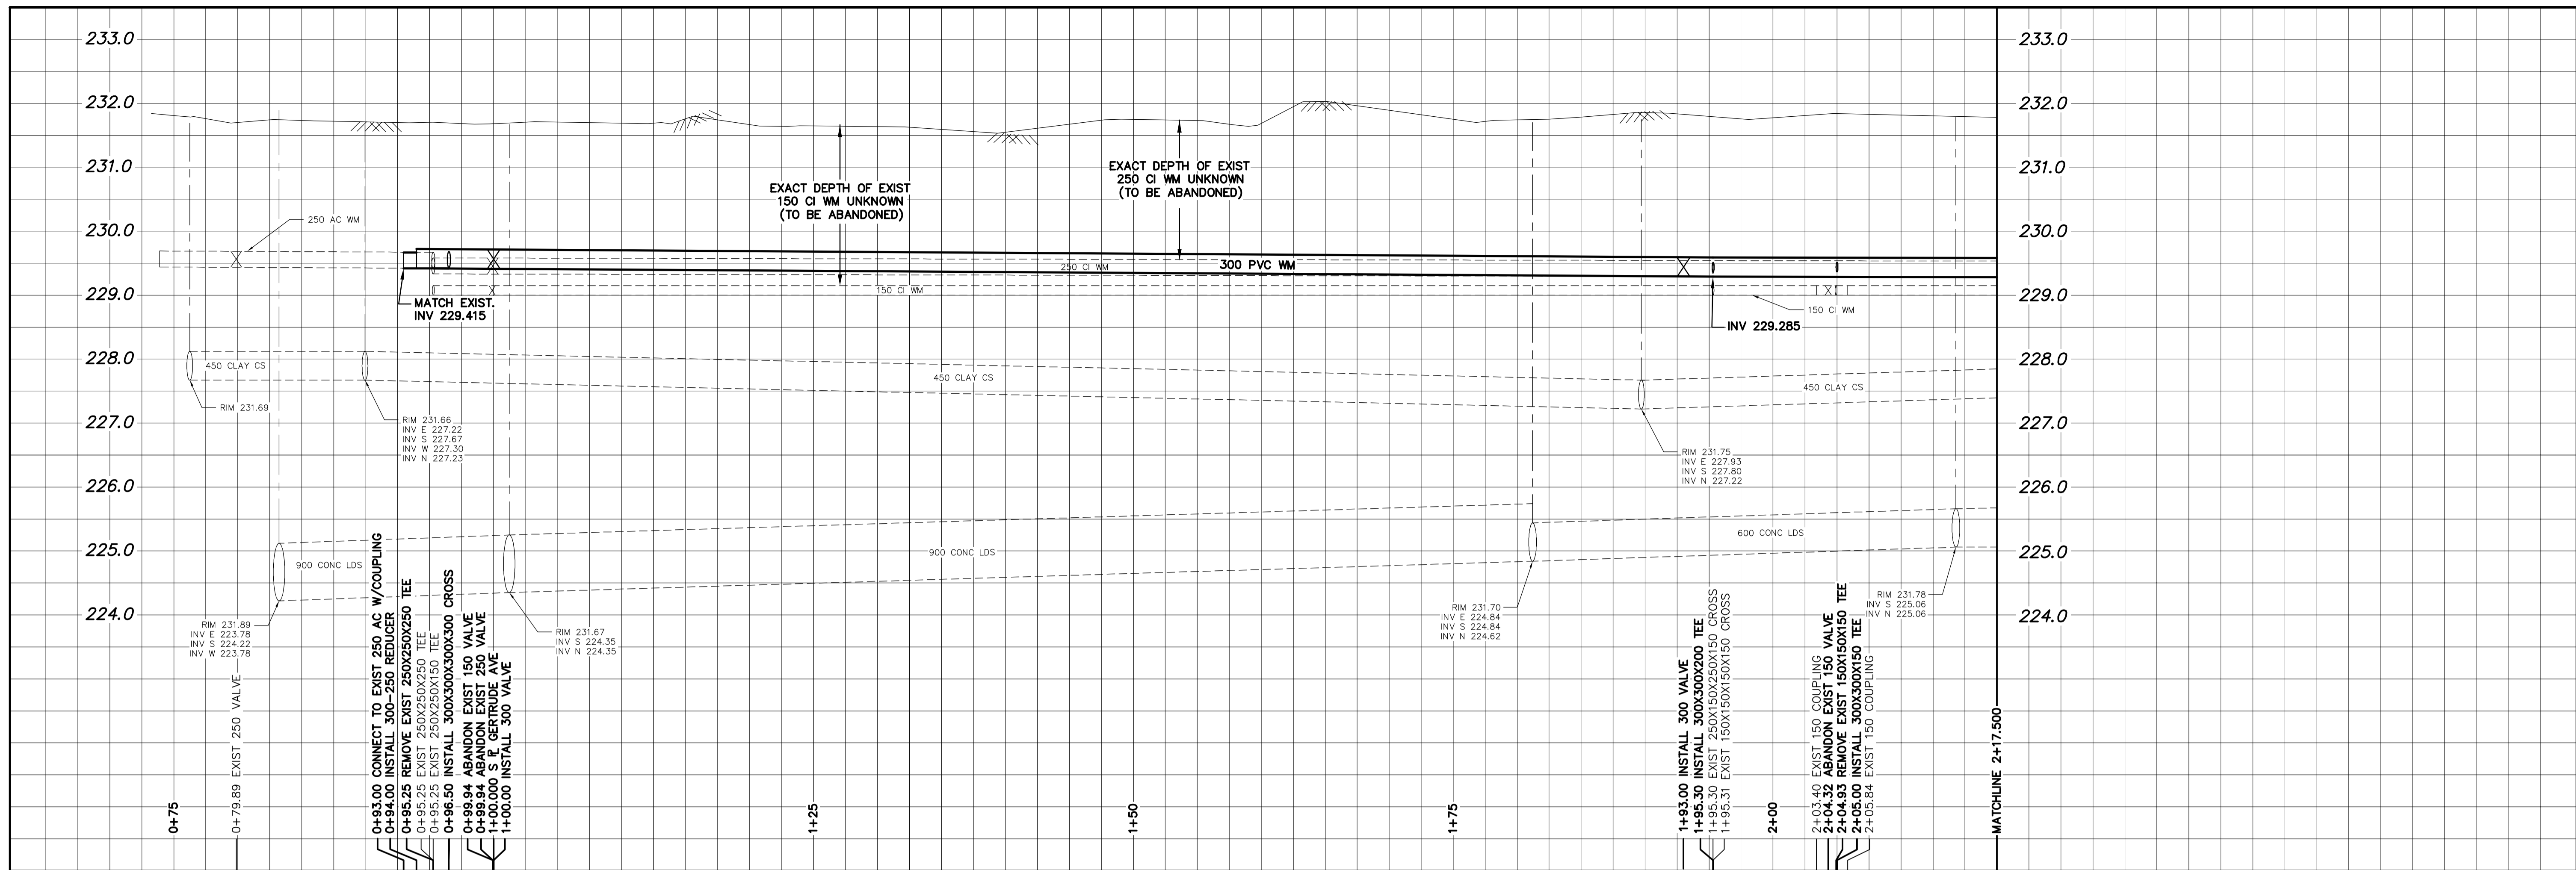 233.0
233.0
232.0
232.0
231.0
231.0
230.0
230.0
229.0
229.0
228.0
228.0
227.0
227.0
226.0
226.0
225.0
225.0
224.0
224.0
250 AC WM
EXACT DEPTH OF EXIST
150 CI WM UNKNOWN
(TO BE ABANDONED)
EXACT DEPTH OF EXIST
250 CI WM UNKNOWN
(TO BE ABANDONED)
250 CI WM
300 PVC WM
150 CI WM
MATCH EXIST.
INV 229.415
150 CI WM
INV 229.285
450 CLAY CS
450 CLAY CS
450 CLAY CS
RIM 231.69
RIM 231.66
INV E 227.22
INV S 227.67
INV W 227.30
INV N 227.23
RIM 231.75
INV E 227.93
INV S 227.80
INV N 227.22
900 CONC LDS
900 CONC LDS
600 CONC LDS
RIM 231.89
INV E 223.78
INV S 224.22
INV W 223.78
RIM 231.67
INV S 224.35
INV N 224.35
RIM 231.70
INV E 224.84
INV S 224.84
INV N 224.62
RIM 231.78
INV S 225.06
INV N 225.06
0+75
0+79.89 EXIST 250 VALVE
0+93.00 CONNECT TO EXIST 250 AC W/COUPLING
0+94.00 INSTALL 300-250 REDUCER
0+95.25 REMOVE EXIST 250X250X250 TEE
0+95.25 EXIST 250X250X250 TEE
0+95.25 EXIST 250X250X150 TEE
0+96.50 INSTALL 300X300X300X300 CROSS
0+99.94 ABANDON EXIST 150 VALVE
0+99.94 ABANDON EXIST 250 VALVE
1+00.000 S PL GERTRUDE AVE
1+00.00 INSTALL 300 VALVE
1+25
1+50
1+75
1+93.00 INSTALL 300 VALVE
1+95.30 INSTALL 300X300X200 TEE
1+95.30 EXIST 250X150X250X150 CROSS
1+95.31 EXIST 150X150X150X150 CROSS
2+00
2+03.40 EXIST 150 COUPLING
2+04.32 ABANDON EXIST 150 VALVE
2+04.93 REMOVE EXIST 150X150X150 TEE
2+05.00 INSTALL 300X300X150 TEE
2+05.84 EXIST 150 COUPLING
MATCHLINE 2+17.500